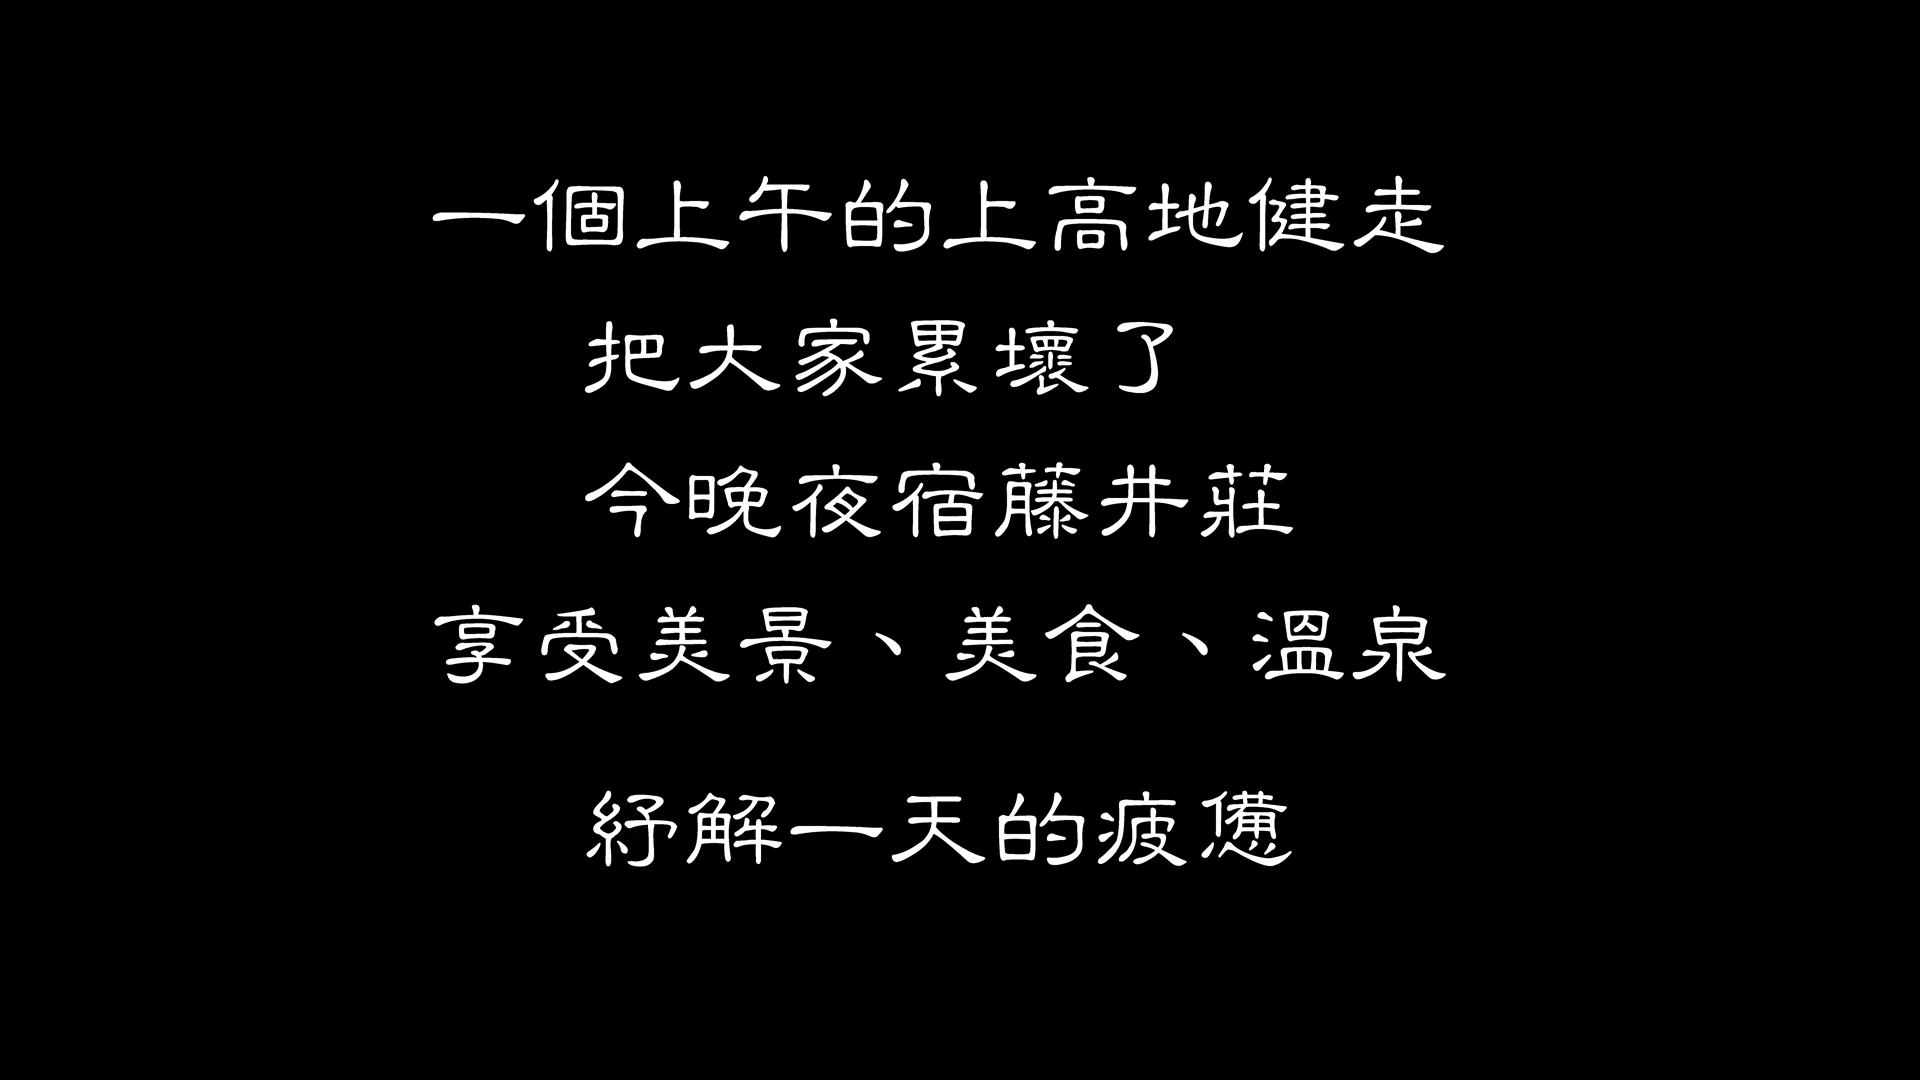 一個上午的上高地健走
把大家累壞了
今晚夜宿藤井莊
享受美景、美食、溫泉
紓解一天的疲憊